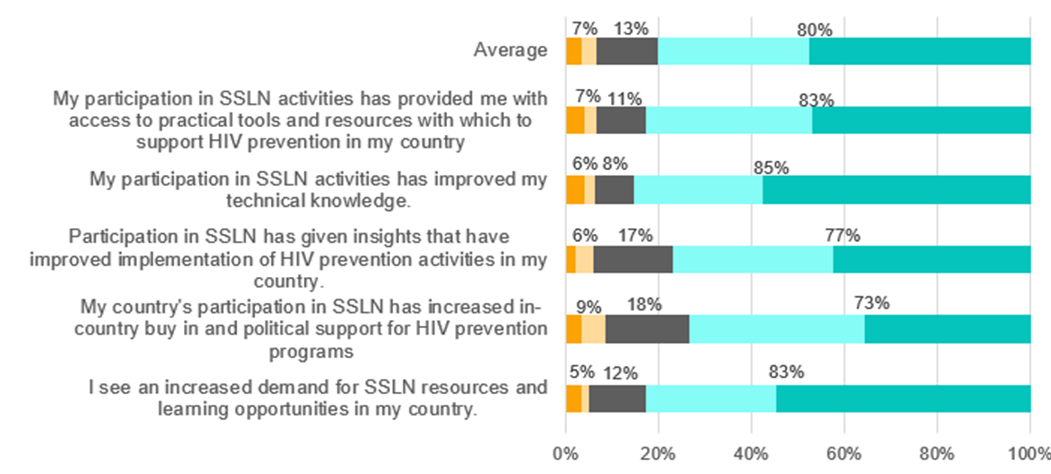 7% 13% 80%
Average
7% 11% 83%
My participation in SSLN activities has provided me with
access to practical tools and resources with which to
support HIV prevention in my country
6% 8% 85%
My participation in SSLN activities has improved my
technical knowledge.
6% 17% 77%
Participation in SSLN has given insights that have
improved implementation of HIV prevention activities in my
country.
9% 18% 73%
My country's participation in SSLN has increased in-
country buy in and political support for HIV prevention
programs
5% 12% 83%
I see an increased demand for SSLN resources and
learning opportunities in my country.
0% 20% 40% 60% 80% 100%